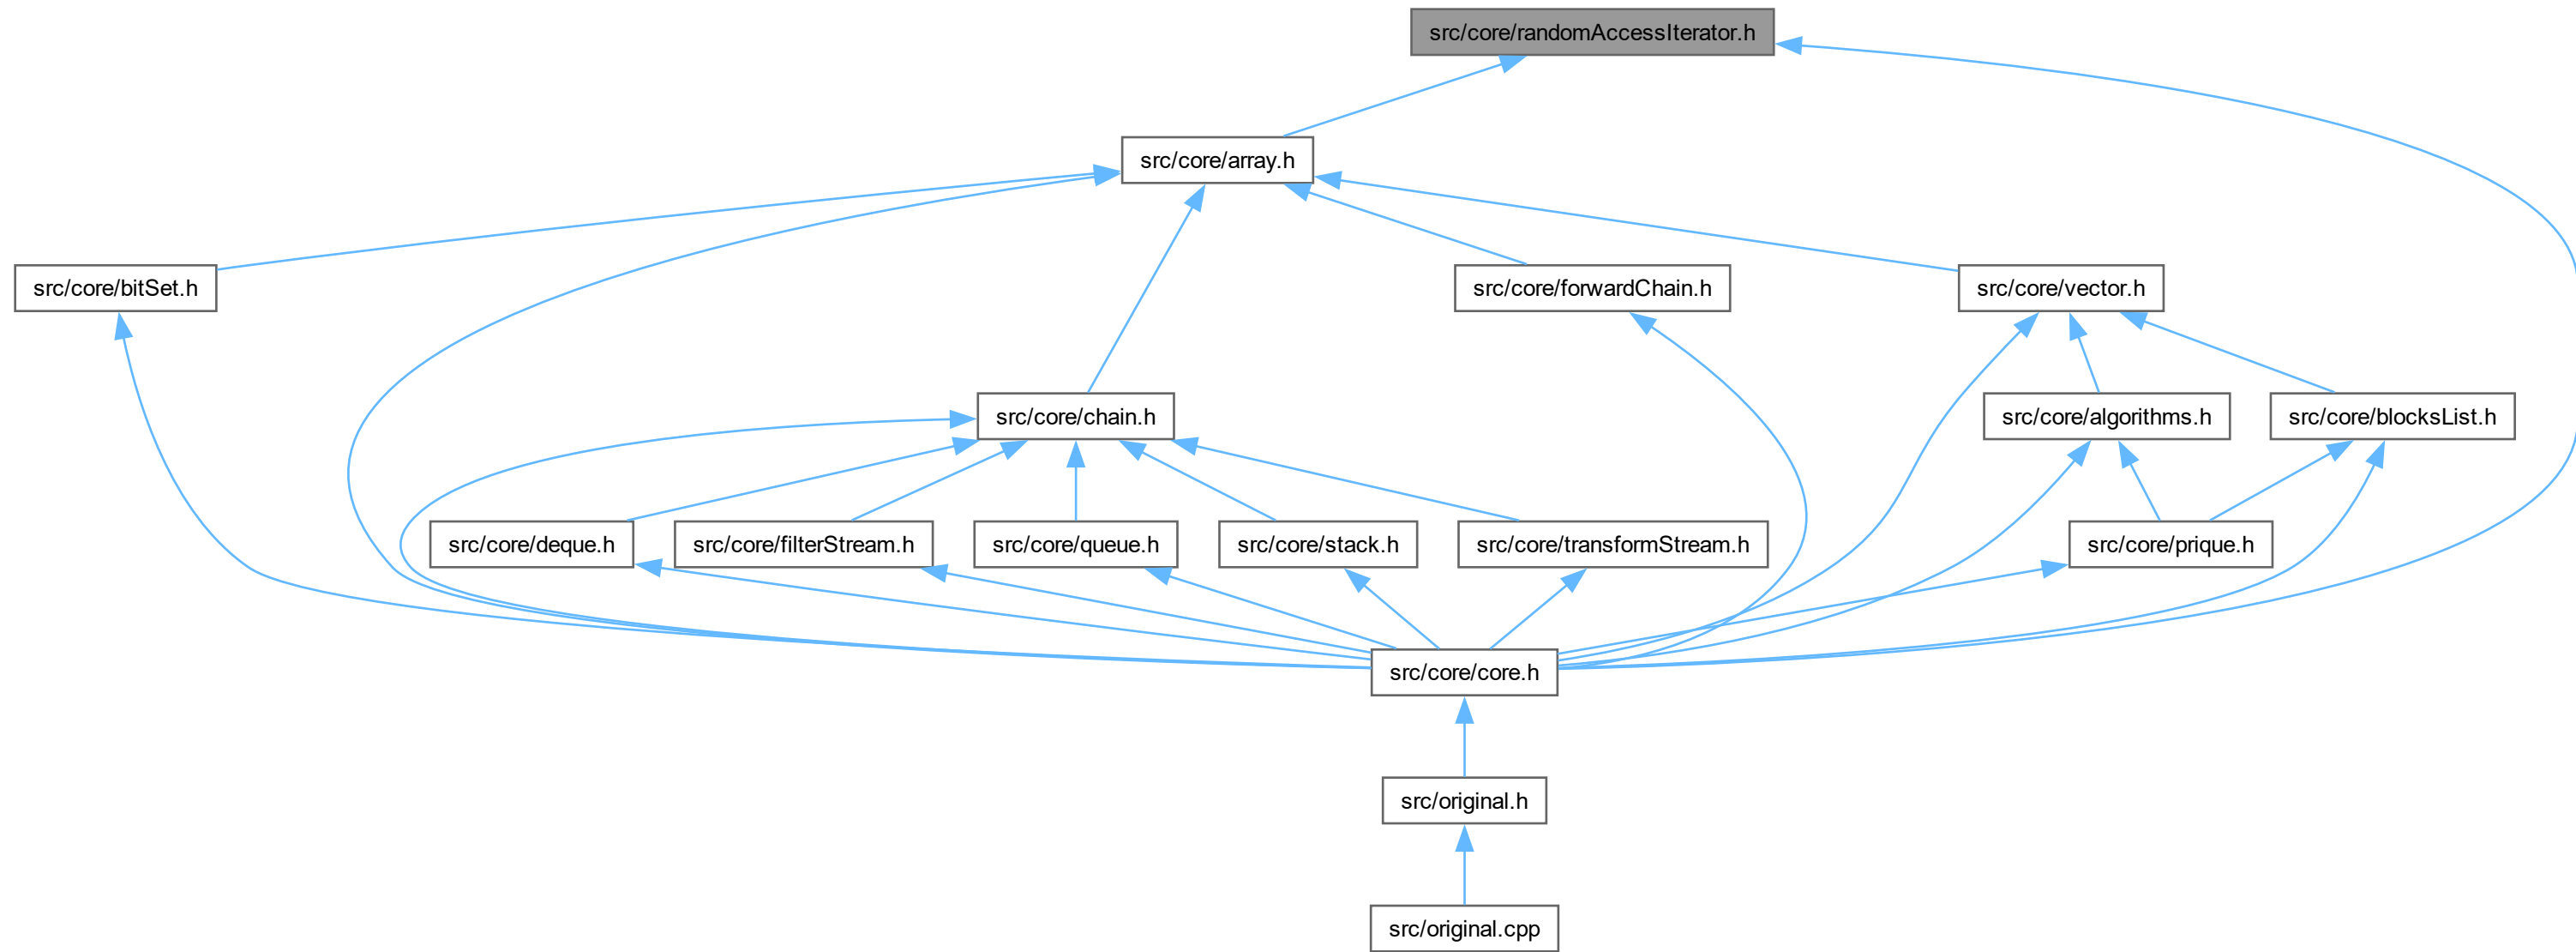 src/core/randomAccessIterator.h
src/core/array.h
src/core/bitSet.h
src/core/forwardChain.h
src/core/vector.h
src/core/chain.h
src/core/algorithms.h
src/core/blocksList.h
src/core/deque.h
src/core/filterStream.h
src/core/queue.h
src/core/stack.h
src/core/transformStream.h
src/core/prique.h
src/core/core.h
src/original.h
src/original.cpp